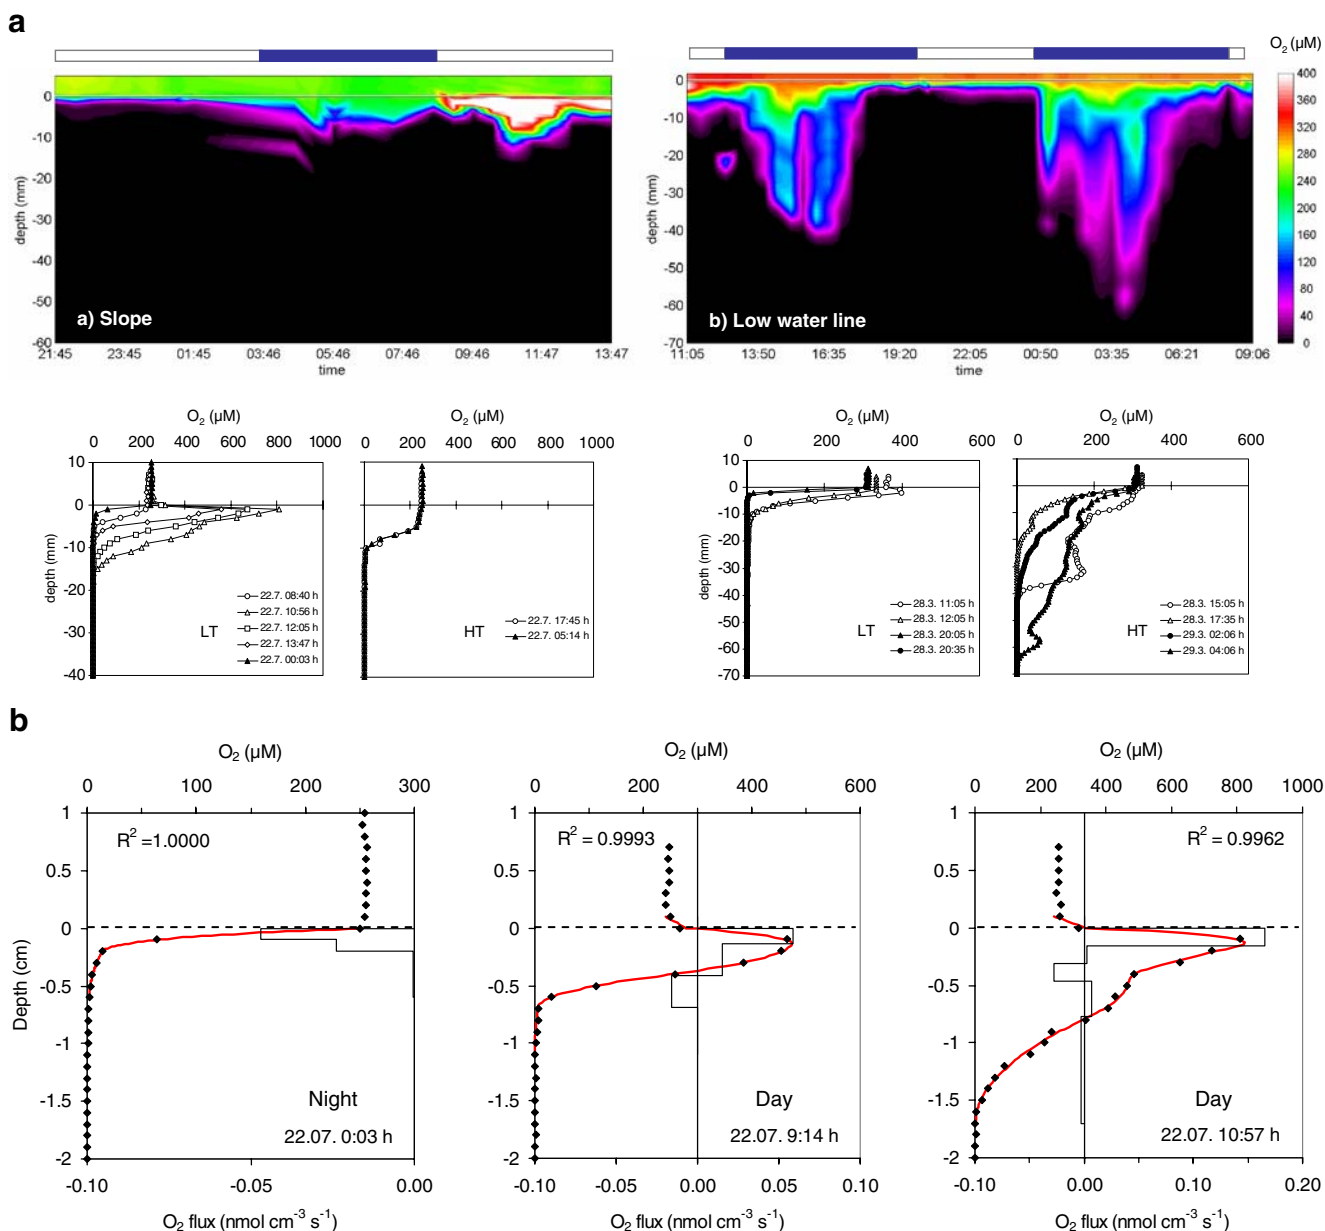 a
O2 (µM)
0
-10
-20
-30
-40
-50
-60
depth (mm)
a) Slope
21:45 23:45 01:45 03:46 05:46 07:46 09:46 11:47 13:47
time
0
-10
-20
-30
-40
-50
-60
-70
depth (mm)
b) Low water line
11:05 13:50 16:35 19:20 22:05 00:50 03:35 06:21 09:06
time
400
360
320
280
240
200
160
120
80
40
0
O2 (µM)
0 200 400 600 800 1000
10
0
-10
-20
-30
-40
depth (mm)
LT
22.7. 08:40 h
22.7. 10:56 h
22.7. 12:05 h
22.7. 13:47 h
22.7. 00:03 h
O2 (µM)
0 200 400 600 800 1000
HT
22.7. 17:45 h
22.7. 05:14 h
O2 (µM)
0 200 400 600
10
0
-10
-20
-30
-40
-50
-60
-70
depth (mm)
LT
28.3. 11:05 h
28.3. 12:05 h
28.3. 20:05 h
28.3. 20:35 h
O2 (µM)
0 200 400 600
HT
28.3. 15:05 h
28.3. 17:35 h
29.3. 02:06 h
29.3. 04:06 h
b
O2 (µM)
0 100 200 300
R2 =1.0000
1
0.5
0
-0.5
-1
-1.5
-2
Depth (cm)
Night
22.07. 0:03 h
-0.10 -0.05 0.00
O2 flux (nmol cm-3 s-1)
O2 (µM)
0 200 400 600
R2 = 0.9993
1
0.5
0
-0.5
-1
-1.5
-2
Day
22.07. 9:14 h
-0.10 -0.05 0.00 0.05 0.10
O2 flux (nmol cm-3 s-1)
O2 (µM)
0 200 400 600 800 1000
R2 = 0.9962
1
0.5
0
-0.5
-1
-1.5
-2
Day
22.07. 10:57 h
-0.10 0.00 0.10 0.20
O2 flux (nmol cm-3 s-1)